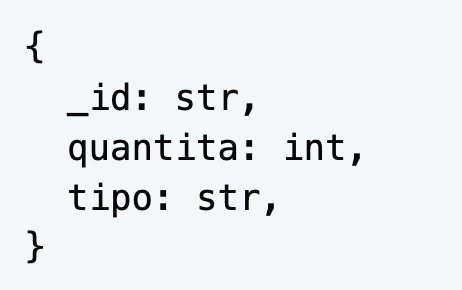 {
  _id: str,
  quantita: int,
  tipo: str,
}